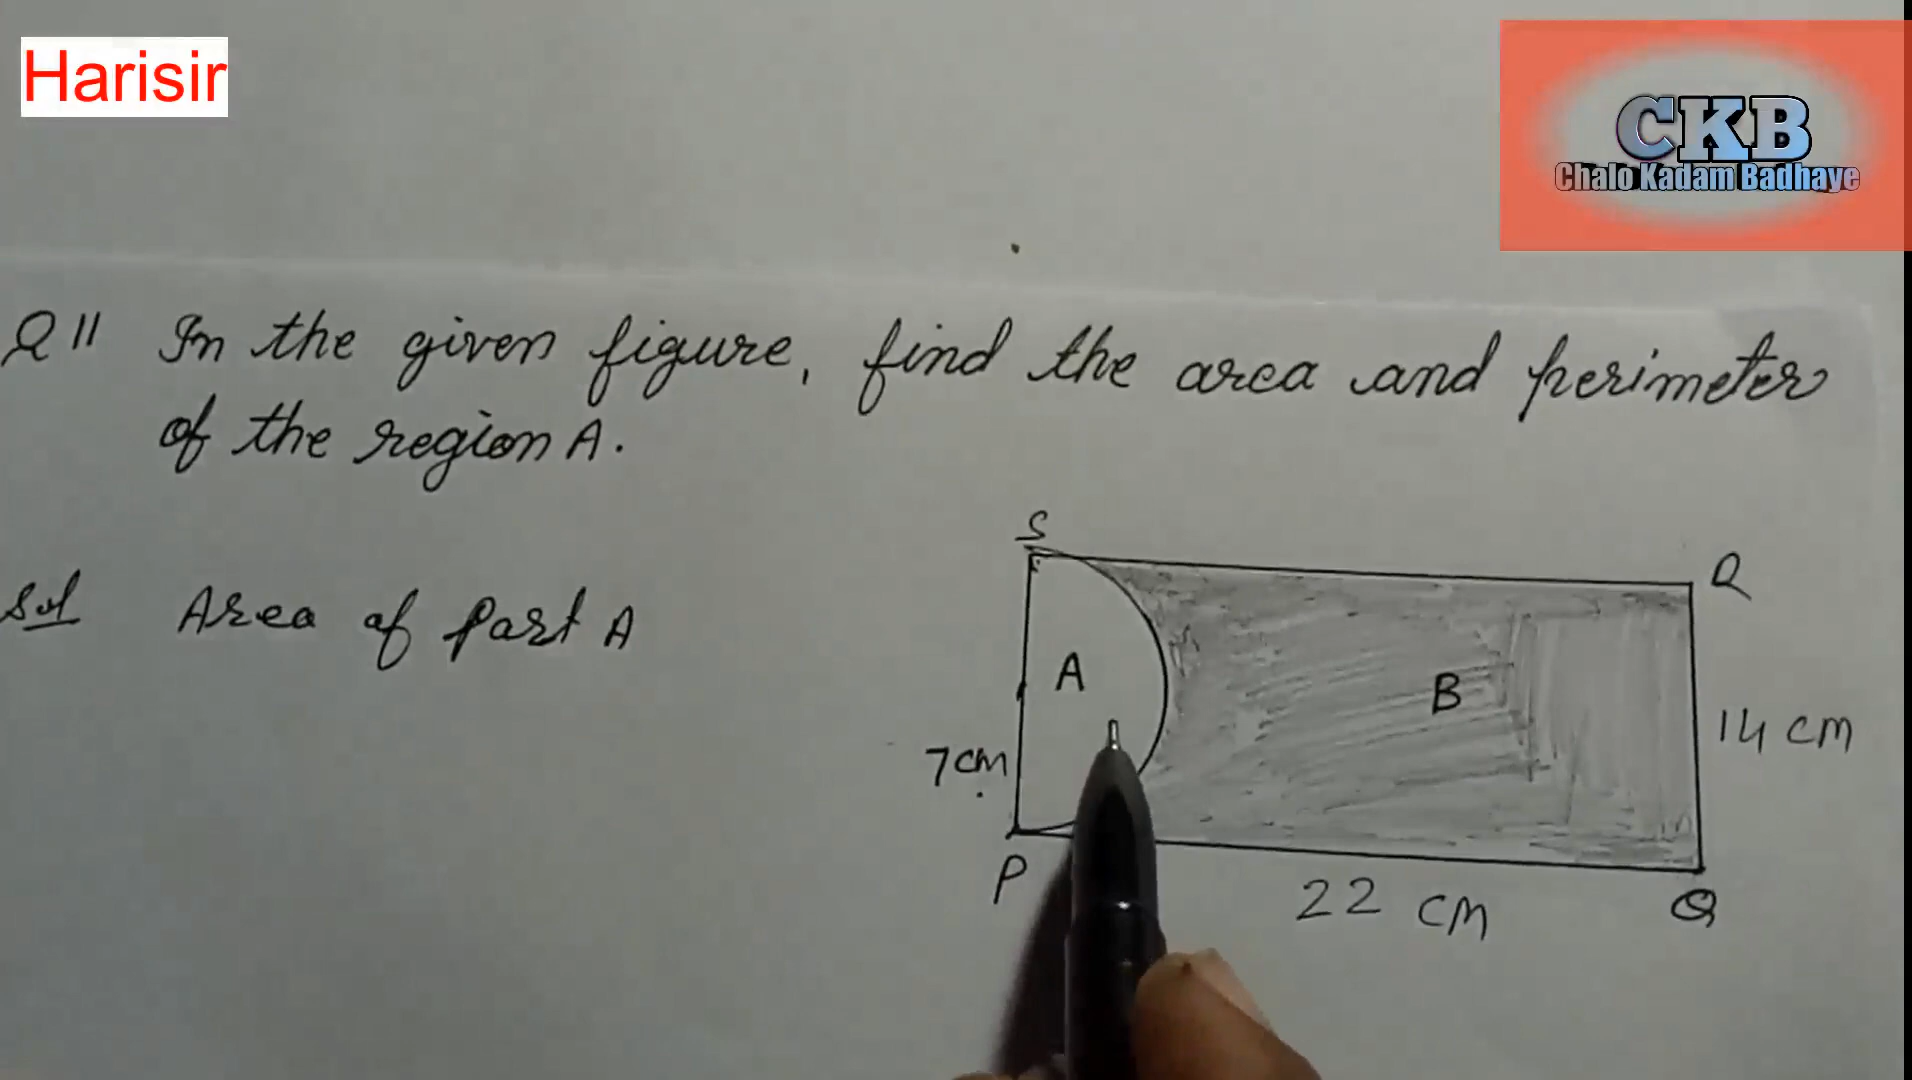 Harisir
CKB
Chalo Kadam Badhaye
Q11 In the given figure, find the area and perimeter
of the region A.
Sol Area of Part A
S
R
A
B
7cm
14 cm
P
22 cm
Q